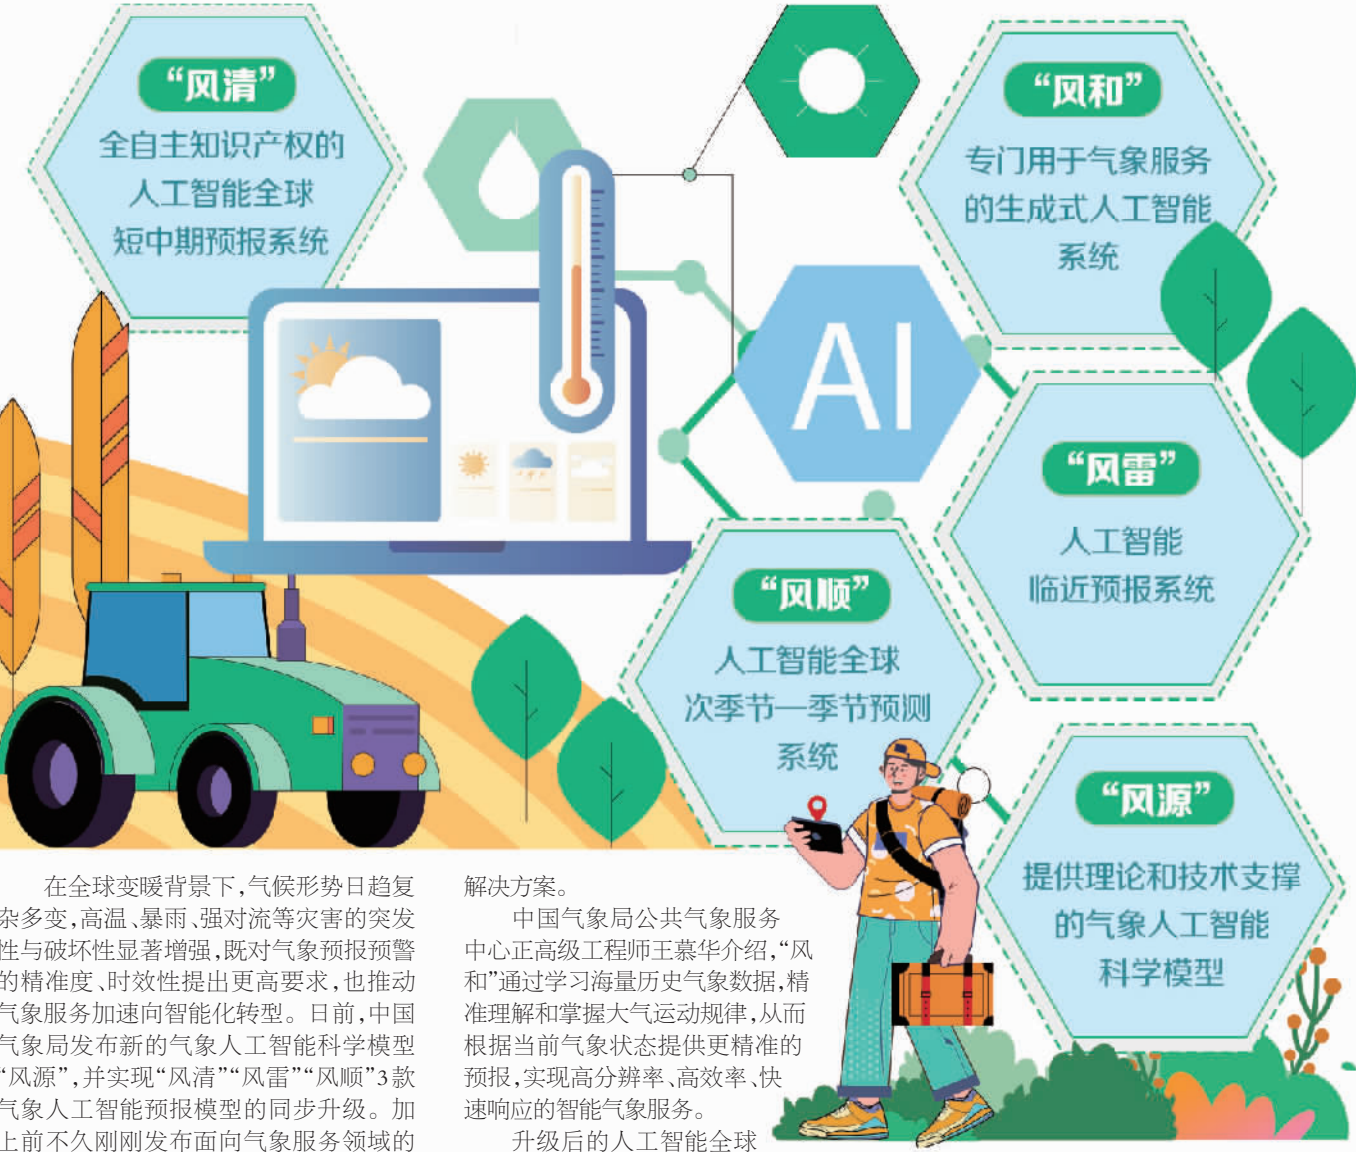 “风清”
全自主知识产权的
人工智能全球
短中期预报系统
“风和”
专门用于气象服务
的生成式人工智能
系统
AI
“风雷”
人工智能
临近预报系统
“风顺”
人工智能全球
次季节—季节预测
系统
“风源”
提供理论和技术支撑
的气象人工智能
科学模型
在全球变暖背景下,气候形势日趋复
杂多变,高温、暴雨、强对流等灾害的突发
性与破坏性显著增强,既对气象预报预警
的精准度、时效性提出更高要求,也推动
气象服务加速向智能化转型。日前,中国
气象局发布新的气象人工智能科学模型
“风源”,并实现“风清”“风雷”“风顺”3款
气象人工智能预报模型的同步升级。加
上前不久刚刚发布面向气象服务领域的
解决方案。
中国气象局公共气象服务
中心正高级工程师王慕华介绍,“风
和”通过学习海量历史气象数据,精
准理解和掌握大气运动规律,从而
根据当前气象状态提供更精准的
预报,实现高分辨率、高效率、快
速响应的智能气象服务。
升级后的人工智能全球